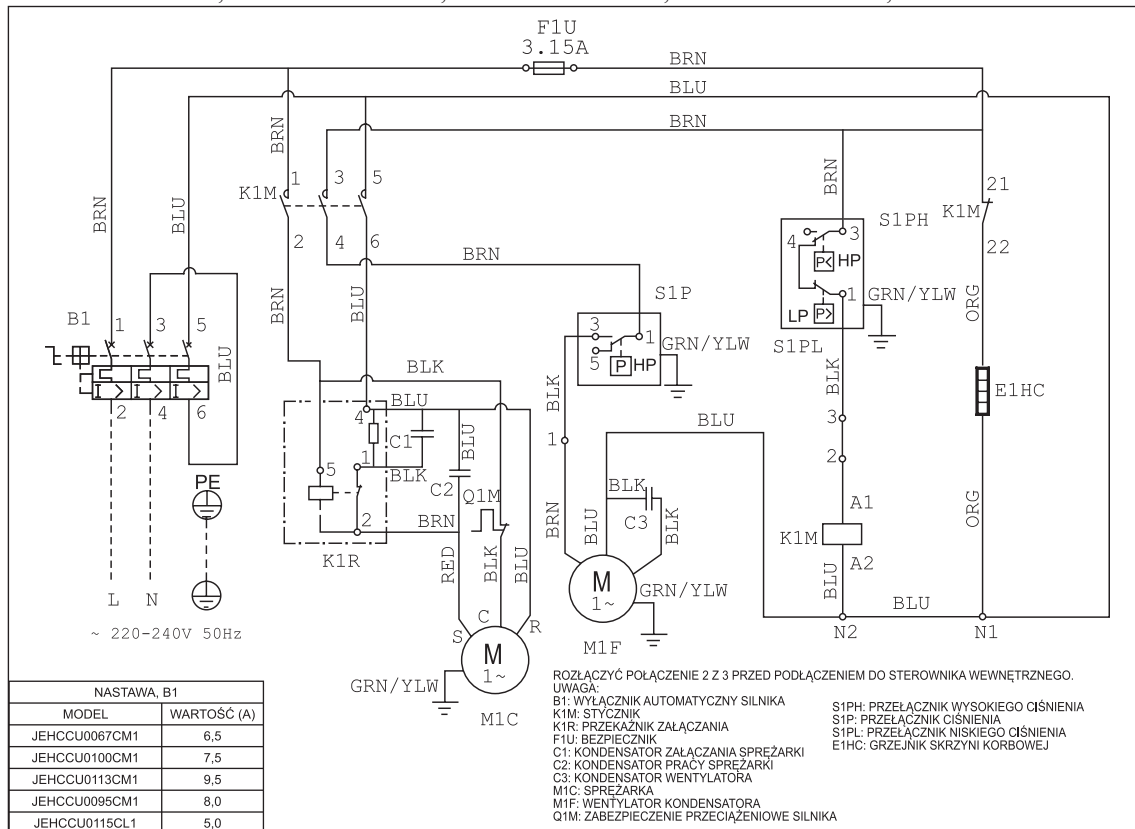 F1U
3.15A
BRN
BLU
BRN
BRN
BRN
BLU
BRN
1
3
5
K1M
2
4
6
BRN
BRN
BLU
S1PH
4
3
P< HP
LP P>
1
GRN/YLW
S1PL
21
K1M
22
ORG
E1HC
ORG
B1
1
3
5
I >
I >
I >
2
4
6
BLU
PE
L
N
~ 220-240V 50Hz
S1P
3
1
5
P HP
GRN/YLW
BLK
1
BRN
BLK
BLU
4
C1
1
BLK
5
2
K1R
BLU
C2
BRN
Q1M
RED
BLK
BLU
S
C
R
M
1~
M1C
GRN/YLW
BLU
BLK
C3
BLU
BLK
M
1~
M1F
GRN/YLW
BLK
3
2
A1
K1M
A2
BLU
BLU
N2
N1
NASTAWA, B1
MODEL WARTOŚĆ (A)
JEHCCU0067CM1 6,5
JEHCCU0100CM1 7,5
JEHCCU0113CM1 9,5
JEHCCU0095CM1 8,0
JEHCCU0115CL1 5,0
ROZŁĄCZYĆ POŁĄCZENIE 2 Z 3 PRZED PODŁĄCZENIEM DO STEROWNIKA WEWNĘTRZNEGO.
UWAGA:
B1: WYŁĄCZNIK AUTOMATYCZNY SILNIKA
K1M: STYCZNIK
K1R: PRZEKAŹNIK ZAŁĄCZANIA
F1U: BEZPIECZNIK
C1: KONDENSATOR ZAŁĄCZANIA SPRĘŻARKI
C2: KONDENSATOR PRACY SPRĘŻARKI
C3: KONDENSATOR WENTYLATORA
M1C: SPRĘŻARKA
M1F: WENTYLATOR KONDENSATORA
Q1M: ZABEZPIECZENIE PRZECIĄŻENIOWE SILNIKA
S1PH: PRZEŁĄCZNIK WYSOKIEGO CIŚNIENIA
S1P: PRZEŁĄCZNIK CIŚNIENIA
S1PL: PRZEŁĄCZNIK NISKIEGO CIŚNIENIA
E1HC: GRZEJNIK SKRZYNI KORBOWEJ